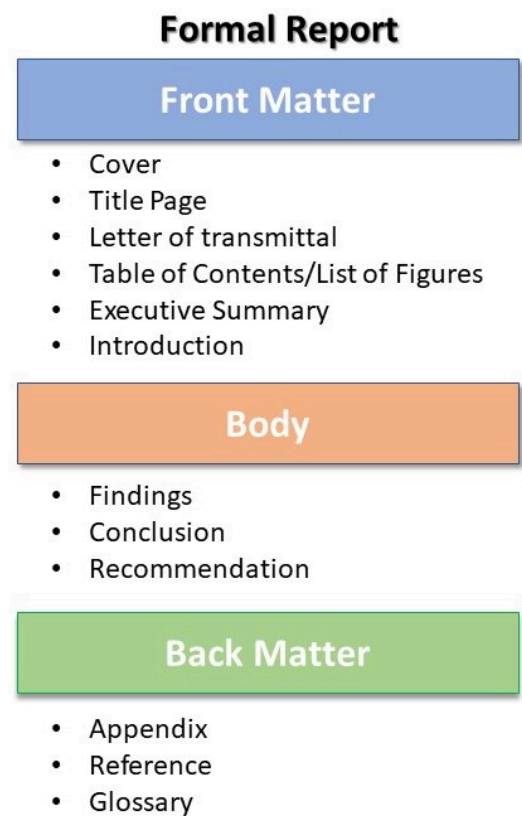 Formal Report
Front Matter
• Cover
• Title Page
• Letter of transmittal
• Table of Contents/List of Figures
• Executive Summary
• Introduction
Body
• Findings
• Conclusion
• Recommendation
Back Matter
• Appendix
• Reference
• Glossary